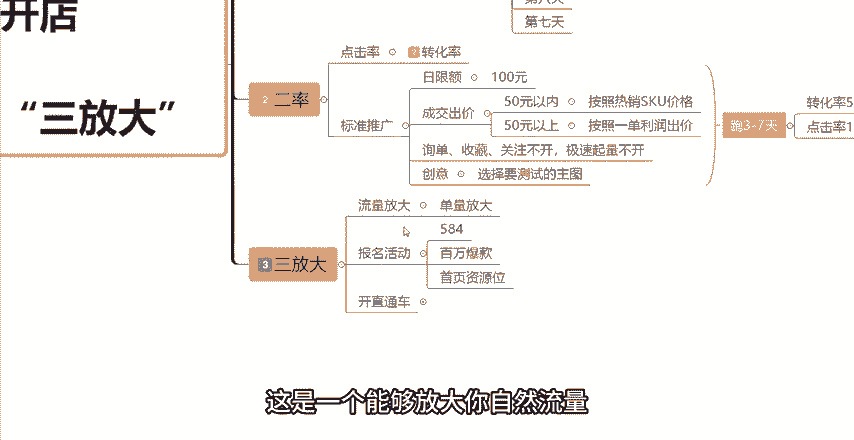 开店
“三放大”
第七天
2 二率
点击率
转化率
标准推广
日限额
100元
成交出价
50元以内
按照热销SKU价格
50元以上
按照一单利润出价
询单、收藏、关注不开，极速起量不开
创意
选择要测试的主图
跑3-7天
转化率5
点击率1
3 三放大
流量放大
单量放大
报名活动
584
百万爆款
首页资源位
开直通车
这是一个能够放大你自然流量